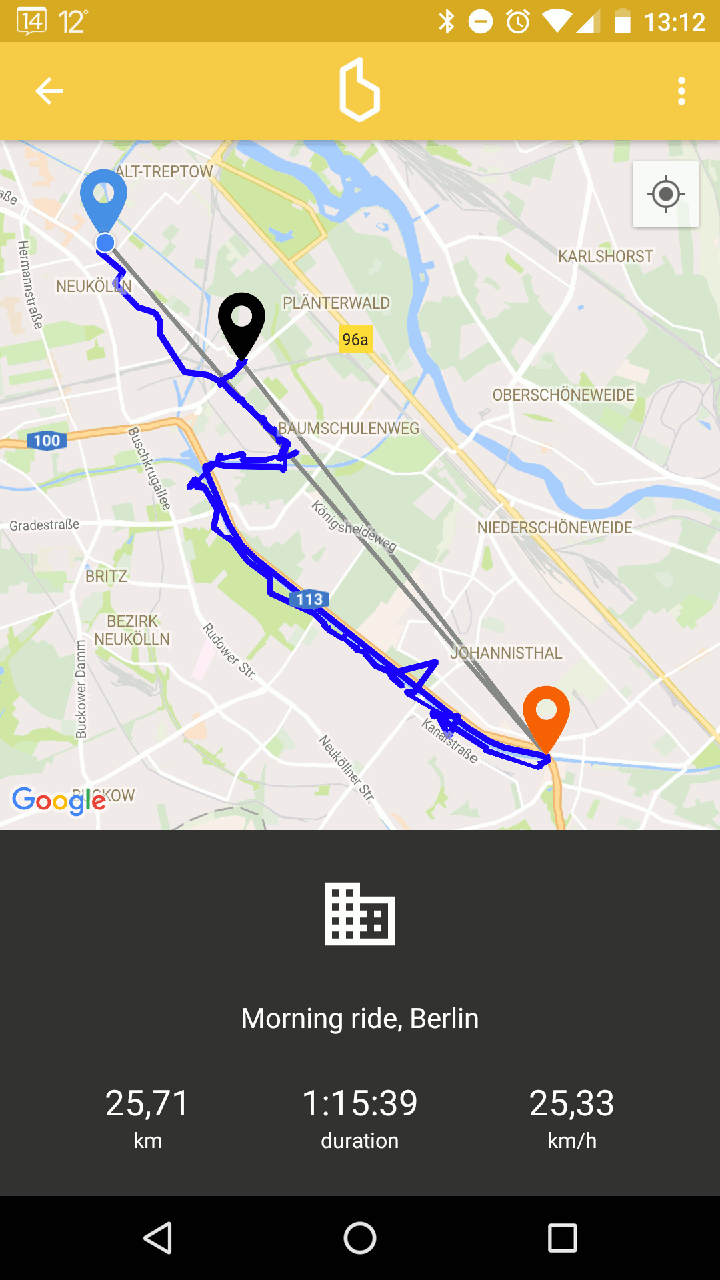 14 12° 13:12
ALT-TREPTOW
aße
KARLSHORST
Hermannstraße
NEUKÖLLN
PLÄNTERWALD
96a
OBERSCHÖNEWEIDE
BAUMSCHULENWEG
100
Buschkrugallee
Königsheideweg
Gradestraße
NIEDERSCHÖNEWEIDE
BRITZ
113
BEZIRK
NEUKÖLLN
Rudower Str.
JOHANNISTHAL
Buckower Damm
Kanalstraße
Neuköllner Str.
Google
BUCKOW
Morning ride, Berlin
25,71 1:15:39 25,33
km duration km/h